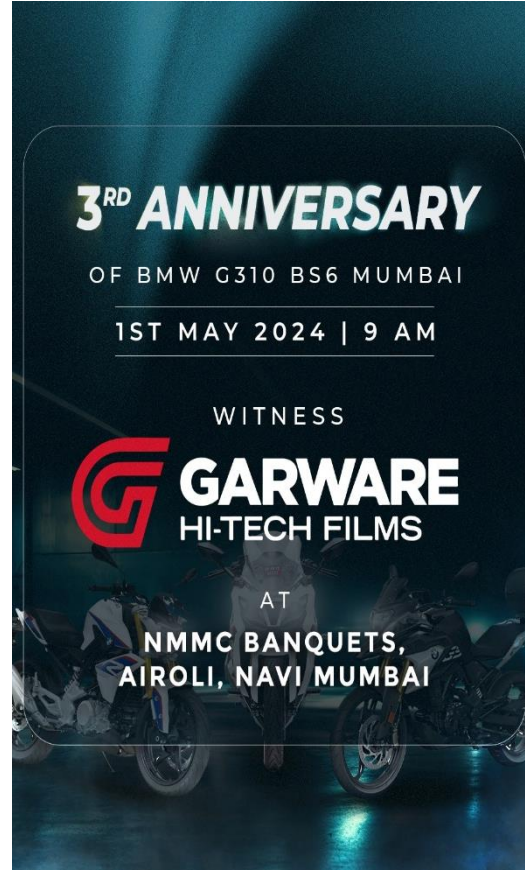 3RD ANNIVERSARY
OF BMW G310 BS6 MUMBAI
1ST MAY 2024 | 9 AM
WITNESS
GARWARE
HI-TECH FILMS
AT
NMMC BANQUETS,
AIROLI, NAVI MUMBAI